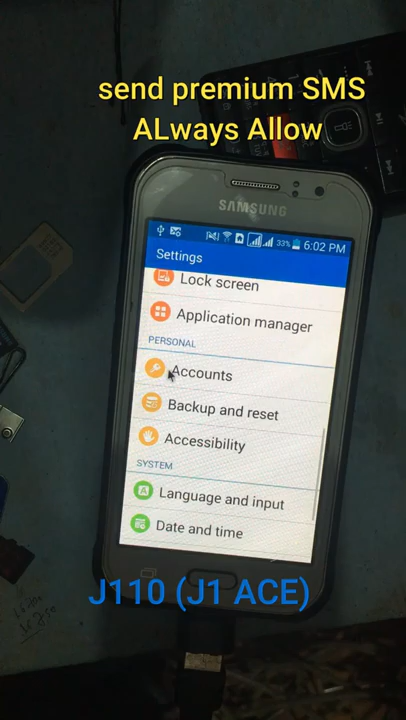 send premium SMS
ALways Allow
SAMSUNG
33% 6:02 PM
Settings
Lock screen
Application manager
PERSONAL
Accounts
Backup and reset
Accessibility
SYSTEM
Language and input
Date and time
J110 (J1 ACE)